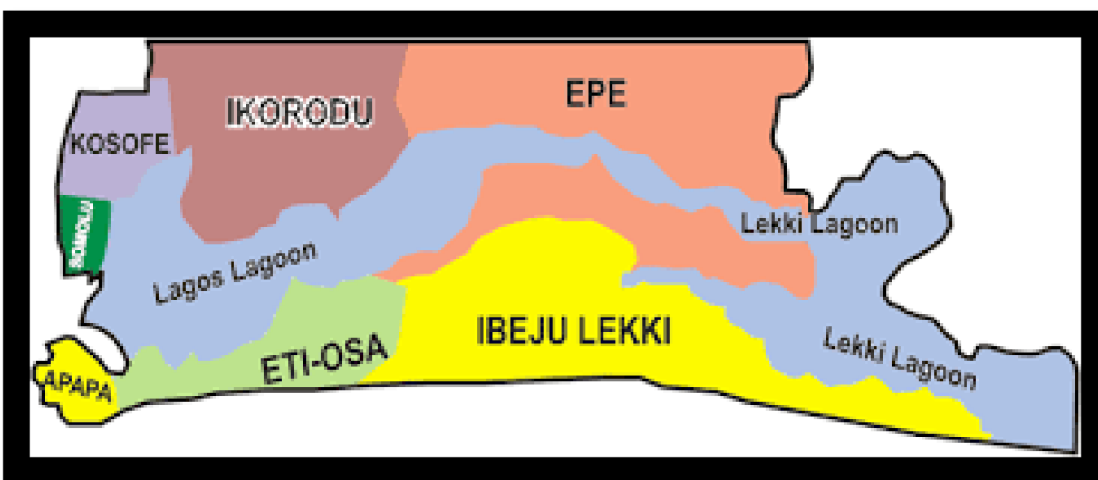 EPE
IKORODU
KOSOFE
SOMOLU
Lekki Lagoon
Lagos Lagoon
IBEJU LEKKI
ETI-OSA
Lekki Lagoon
APAPA